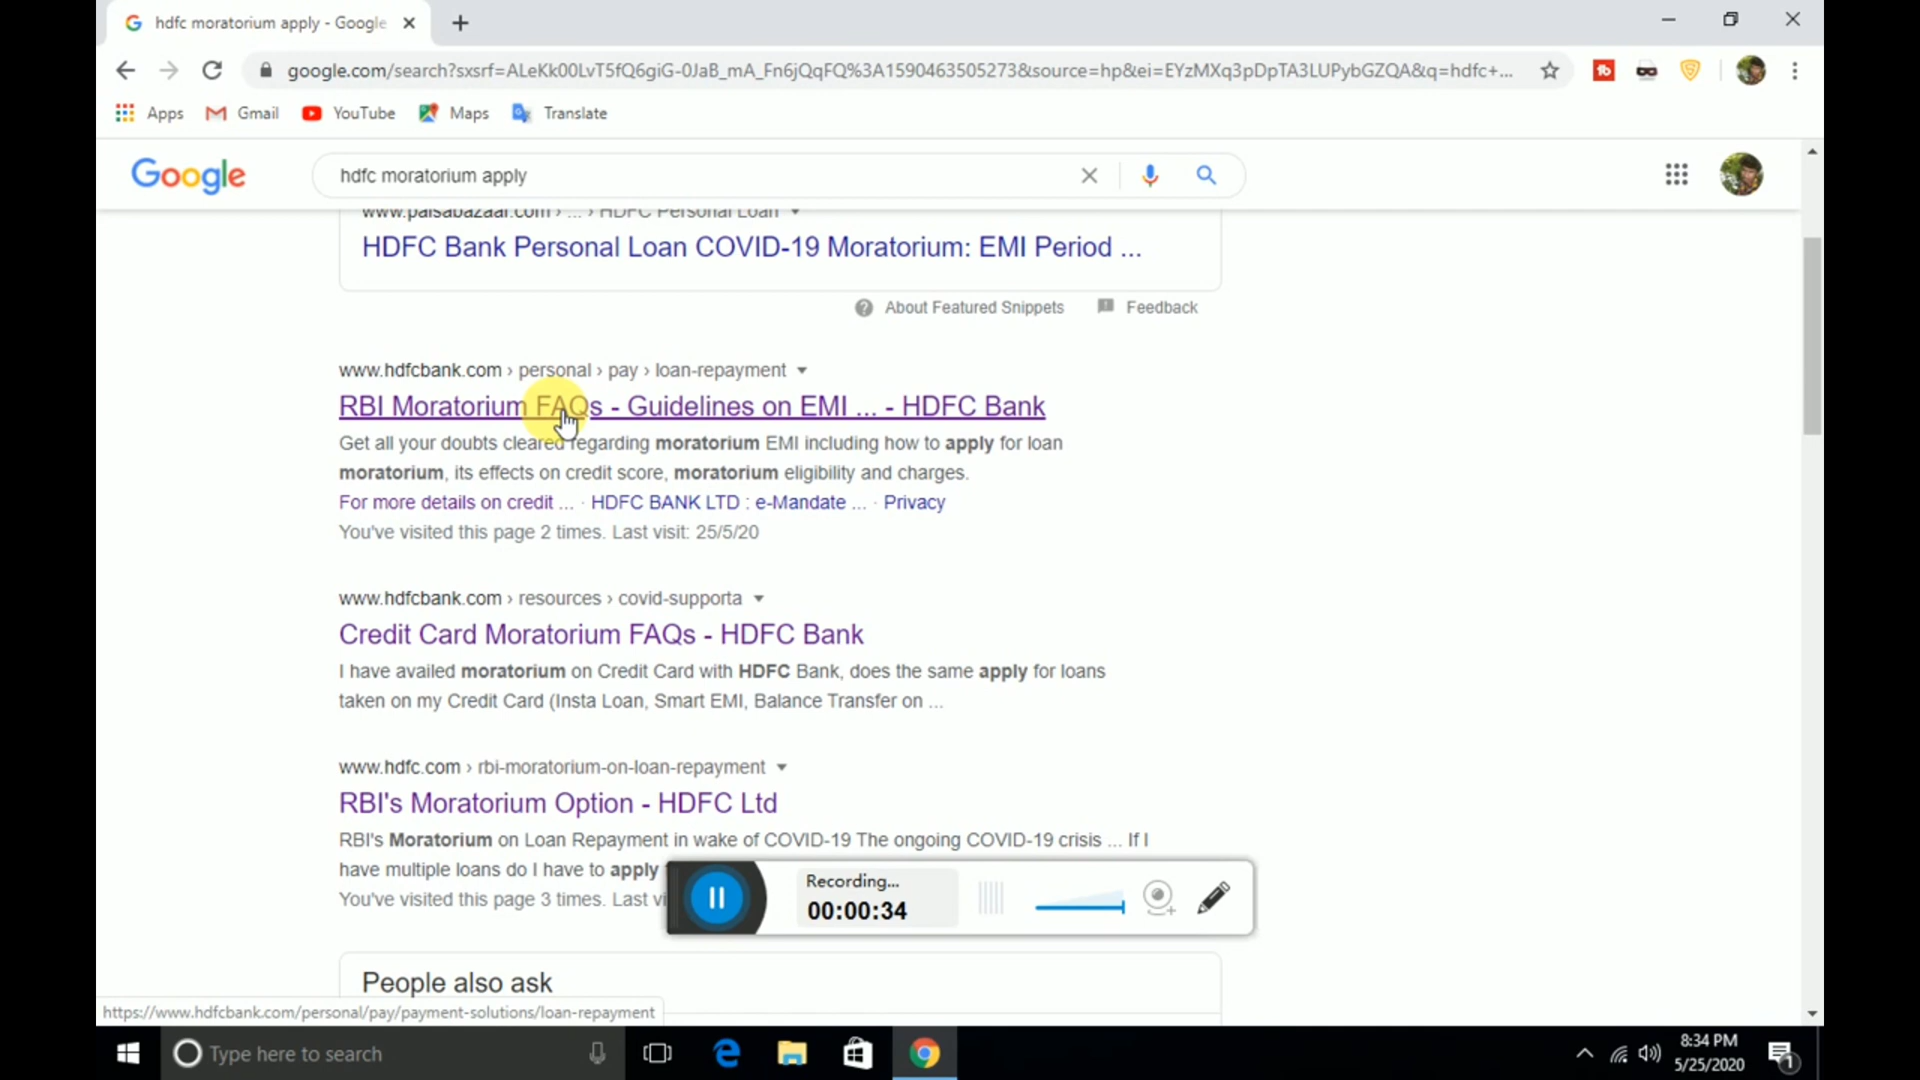 hdfc moratorium apply - Google
google.com/search?sxsrf=ALeKk00LvT5fQ6giG-0JaB_mA_Fn6jQqFQ%3A1590463505273&source=hp&ei=EYzMXq3pDpTA3LUPybGZQA&q=hdfc+...
Apps Gmail YouTube Maps Translate
Google hdfc moratorium apply
www.paisabazaar.com › ... › HDFC Personal Loan
HDFC Bank Personal Loan COVID-19 Moratorium: EMI Period ...
About Featured Snippets Feedback
www.hdfcbank.com › personal › pay › loan-repayment
RBI Moratorium FAQs - Guidelines on EMI ... - HDFC Bank
Get all your doubts cleared regarding moratorium EMI including how to apply for loan
moratorium, its effects on credit score, moratorium eligibility and charges.
For more details on credit ... · HDFC BANK LTD : e-Mandate ... · Privacy
You've visited this page 2 times. Last visit: 25/5/20
www.hdfcbank.com › resources › covid-supporta
Credit Card Moratorium FAQs - HDFC Bank
I have availed moratorium on Credit Card with HDFC Bank, does the same apply for loans
taken on my Credit Card (Insta Loan, Smart EMI, Balance Transfer on ...
www.hdfc.com › rbi-moratorium-on-loan-repayment
RBI's Moratorium Option - HDFC Ltd
RBI's Moratorium on Loan Repayment in wake of COVID-19 The ongoing COVID-19 crisis ... If I
have multiple loans do I have to apply
You've visited this page 3 times. Last vi
Recording...
00:00:34
People also ask
https://www.hdfcbank.com/personal/pay/payment-solutions/loan-repayment
Type here to search
8:34 PM
5/25/2020
1